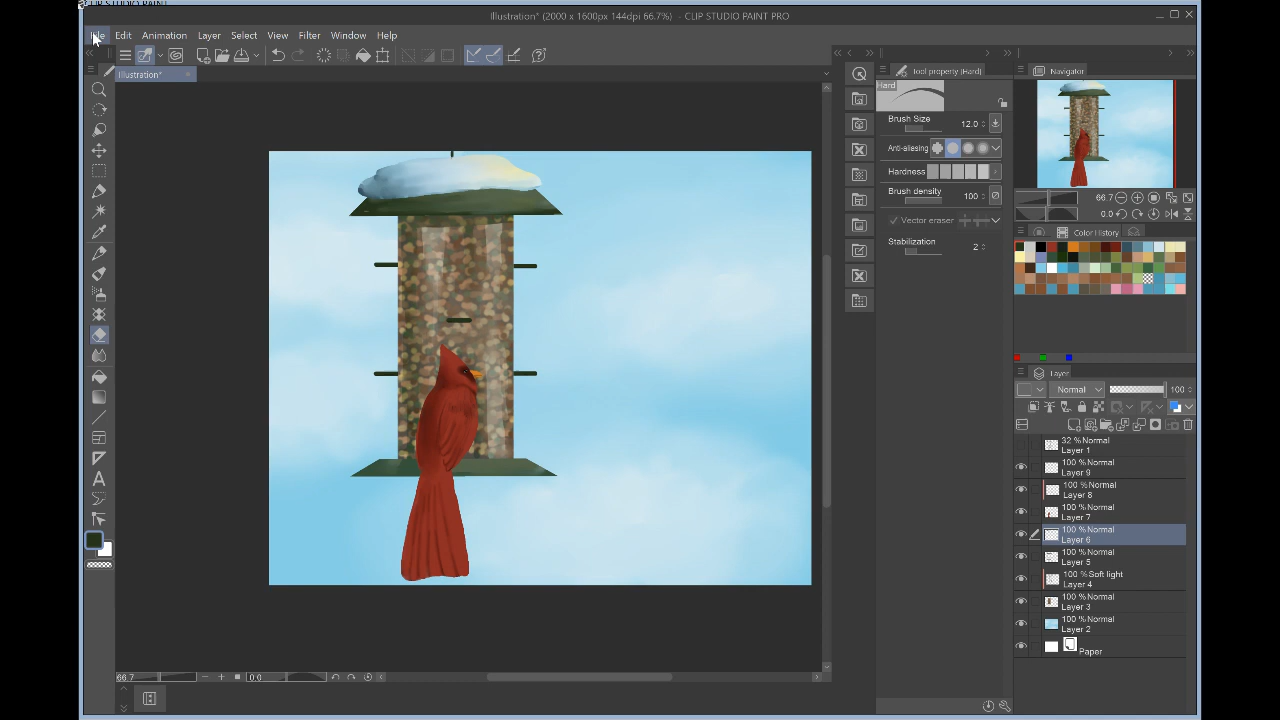 CLIP STUDIO PAINT
Illustration* (2000 x 1600px 144dpi 66.7%) - CLIP STUDIO PAINT PRO
File Edit Animation Layer Select View Filter Window Help
Illustration*
Tool property (Hard)
Navigator
Hard
Brush Size 12.0
Anti-aliasing
Hardness
Brush density 100
Vector eraser
Stabilization 2
66.7
0.0
Color History
Layer
Normal 100
32 %Normal
Layer 1
100 %Normal
Layer 9
100 %Normal
Layer 8
100 %Normal
Layer 7
100 %Normal
Layer 6
100 %Normal
Layer 5
100 %Soft light
Layer 4
100 %Normal
Layer 3
100 %Normal
Layer 2
Paper
66.7 0.0